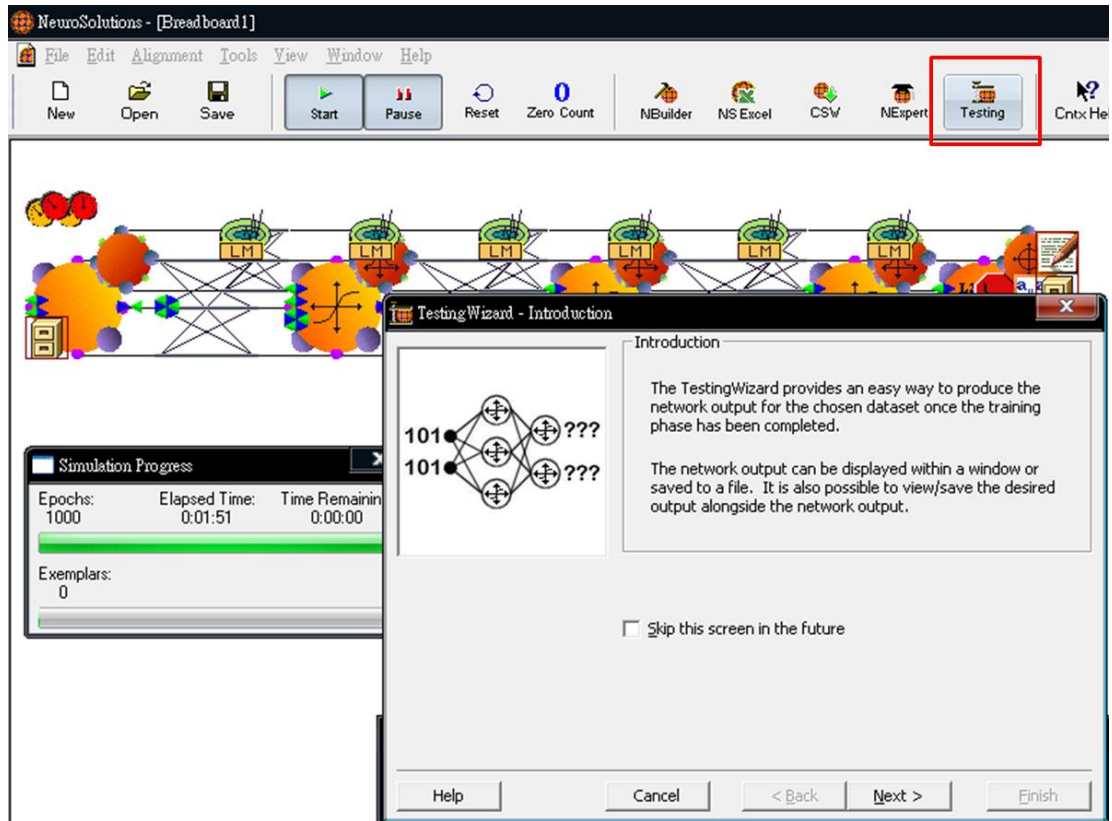 NeuroSolutions - [Breadboard1]
File Edit Alignment Tools View Window Help
New Open Save Start Pause Reset Zero Count NBuilder NS Excel CSW NExpert Testing Cntx Hel
LM LM LM LM LM LM
TestingWizard - Introduction
X
Introduction
101
101
???
???
The TestingWizard provides an easy way to produce the
network output for the chosen dataset once the training
phase has been completed.
The network output can be displayed within a window or
saved to a file. It is also possible to view/save the desired
output alongside the network output.
Skip this screen in the future
Simulation Progress
Epochs: Elapsed Time: Time Remainin
1000 0:01:51 0:00:00
Exemplars:
0
Help Cancel < Back Next > Finish